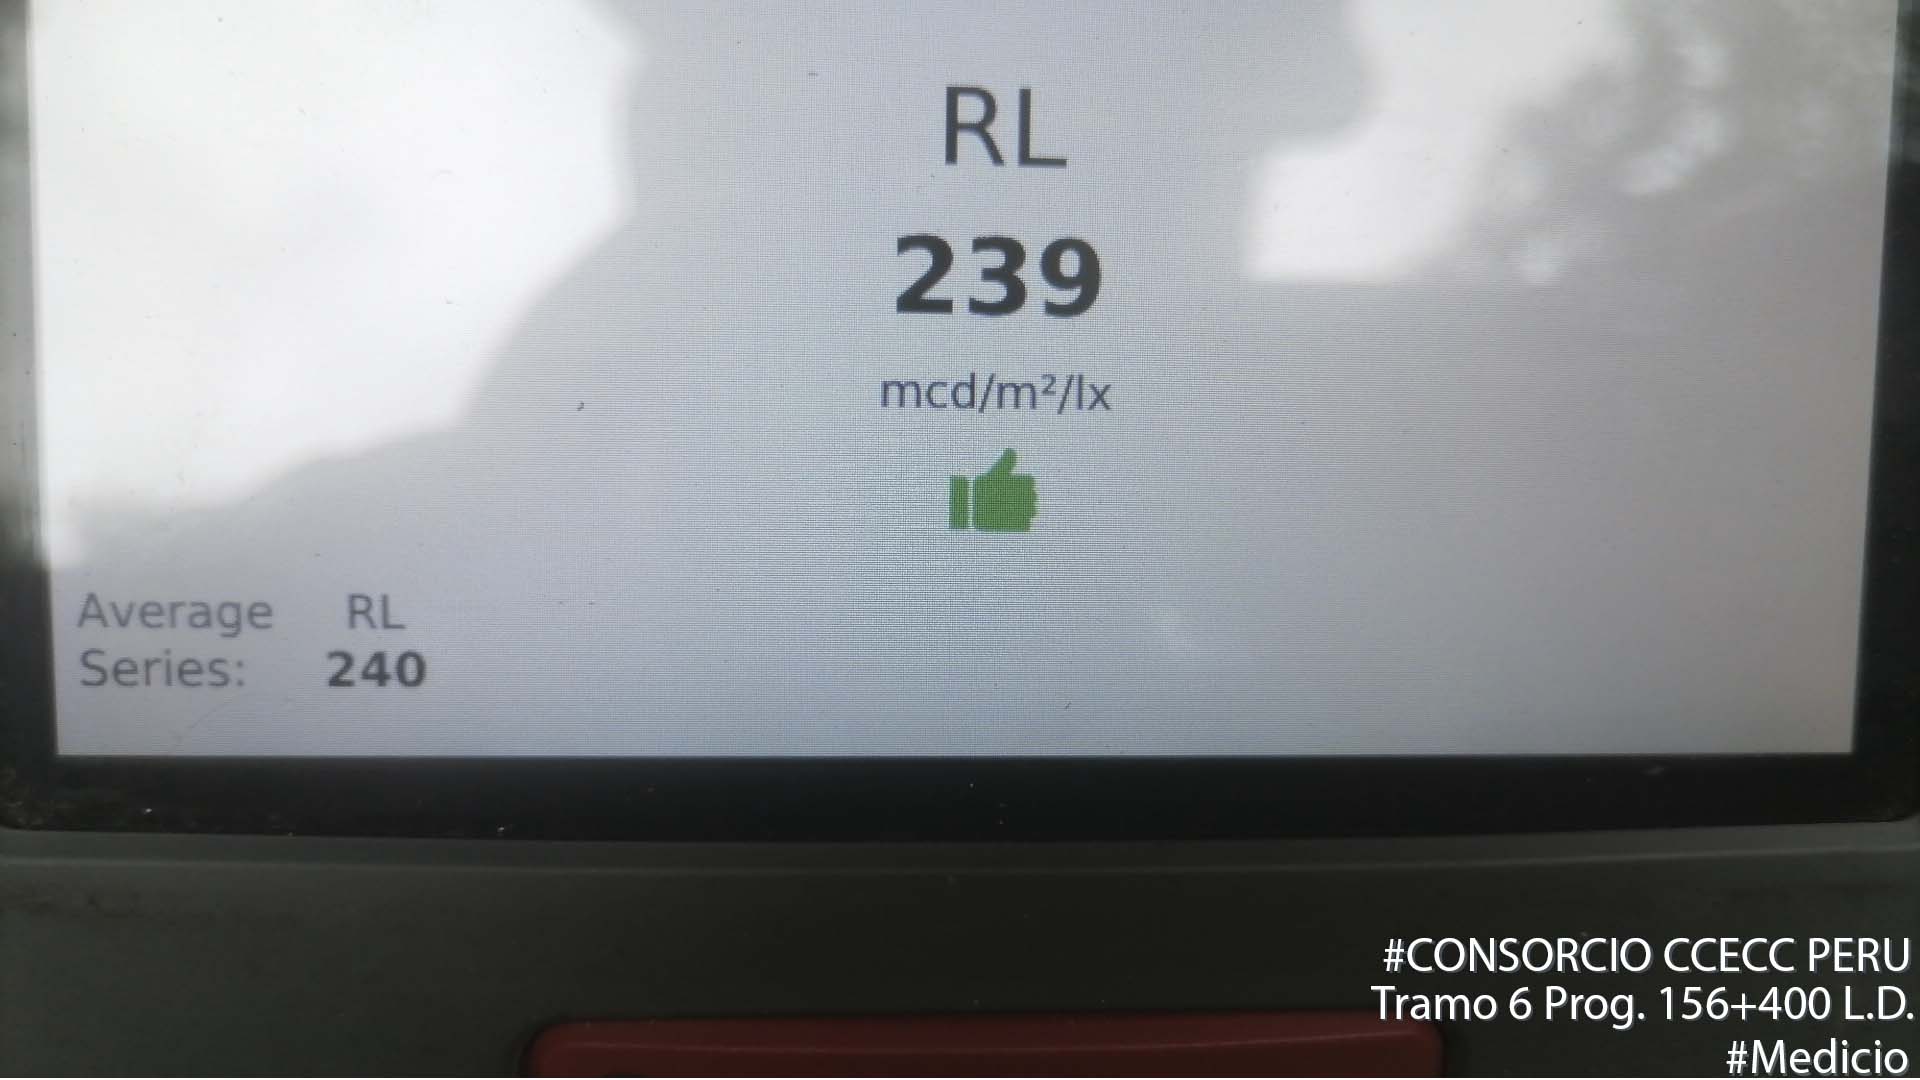 RL
239
mcd/m²/lx
Average RL
Series: 240
#CONSORCIO CCECC PERU
Tramo 6 Prog. 156+400 L.D.
#Medicio